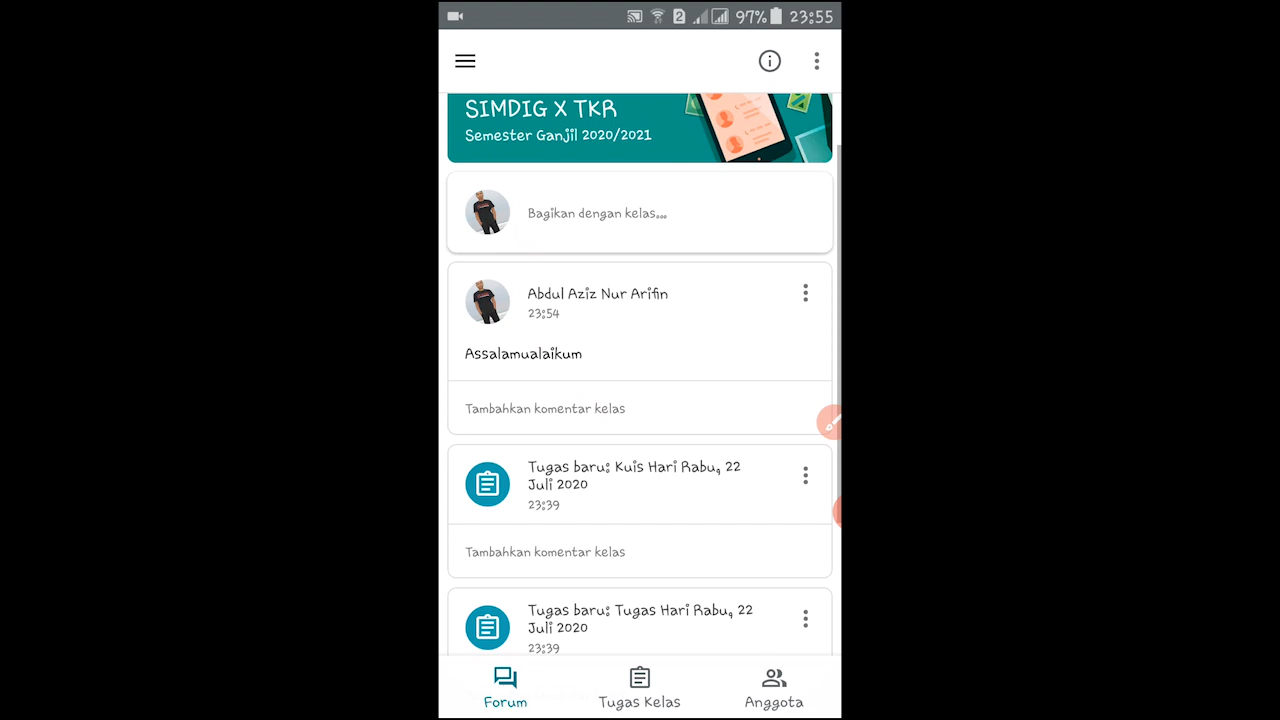 2
97%
23:55
SIMDIG X TKR
Semester Ganjil 2020/2021
Bagikan dengan kelas...
Abdul Aziz Nur Arifin
23:54
Assalamualaikum
Tambahkan komentar kelas
Tugas baru: Kuis Hari Rabu, 22
Juli 2020
23:39
Tambahkan komentar kelas
Tugas baru: Tugas Hari Rabu, 22
Juli 2020
23:39
Forum
Tugas Kelas
Anggota